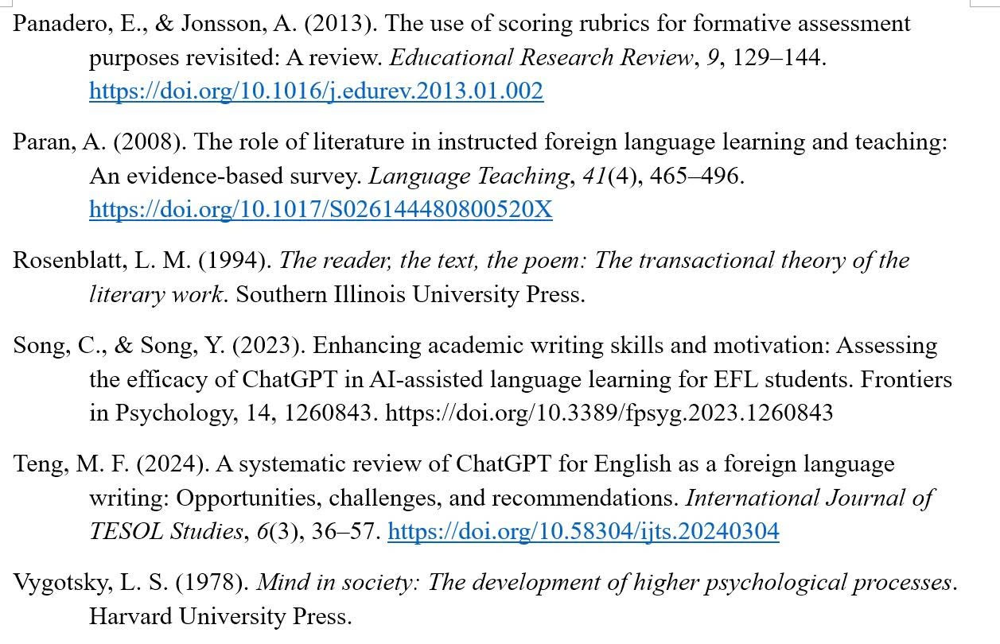 Panadero, E., & Jonsson, A. (2013). The use of scoring rubrics for formative assessment
purposes revisited: A review. Educational Research Review, 9, 129–144.
https://doi.org/10.1016/j.edurev.2013.01.002
Paran, A. (2008). The role of literature in instructed foreign language learning and teaching:
An evidence-based survey. Language Teaching, 41(4), 465–496.
https://doi.org/10.1017/S026144480800520X
Rosenblatt, L. M. (1994). The reader, the text, the poem: The transactional theory of the
literary work. Southern Illinois University Press.
Song, C., & Song, Y. (2023). Enhancing academic writing skills and motivation: Assessing
the efficacy of ChatGPT in AI-assisted language learning for EFL students. Frontiers
in Psychology, 14, 1260843. https://doi.org/10.3389/fpsyg.2023.1260843
Teng, M. F. (2024). A systematic review of ChatGPT for English as a foreign language
writing: Opportunities, challenges, and recommendations. International Journal of
TESOL Studies, 6(3), 36–57. https://doi.org/10.58304/ijts.20240304
Vygotsky, L. S. (1978). Mind in society: The development of higher psychological processes.
Harvard University Press.